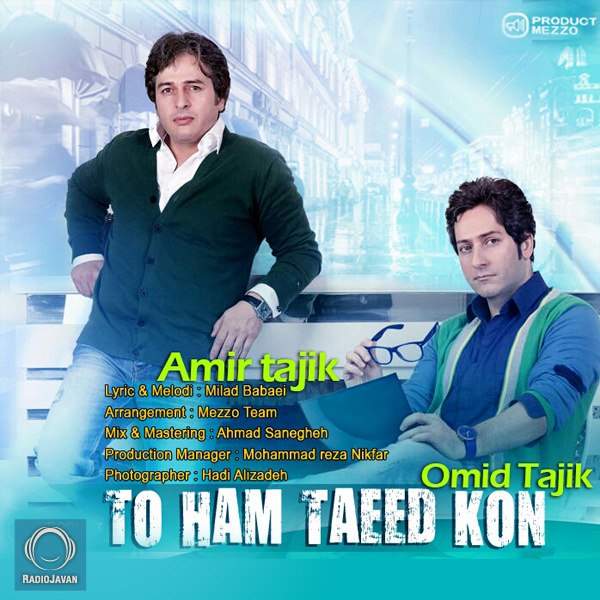 PRODUCT
MEZZO
Amir tajik
Lyric & Melodi : Milad Babaei
Arrangement : Mezzo Team
Mix & Mastering : Ahmad Sanegheh
Production Manager : Mohammad reza Nikfar
Photographer : Hadi Alizadeh
Omid Tajik
TO HAM TAEED KON
RADIOJAVAN